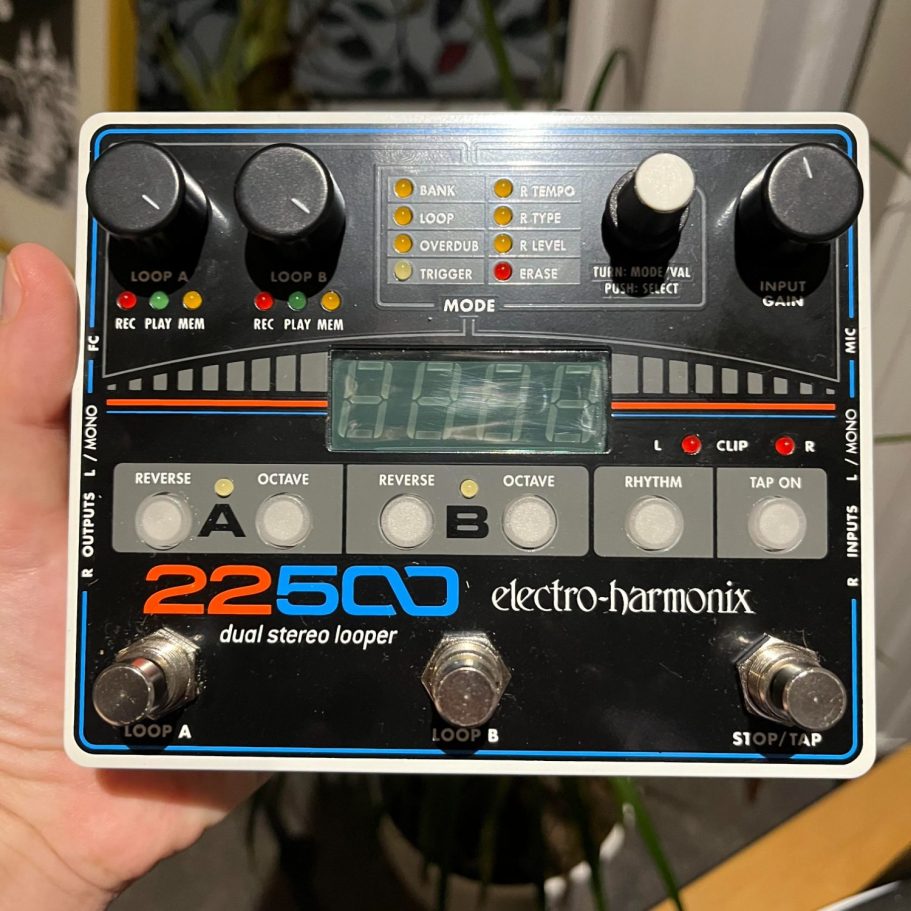 BANK R TEMPO
LOOP R TYPE
OVERDUB R LEVEL
TRIGGER ERASE
MODE
TURN: MODE/VAL
PUSH: SELECT
LOOP A
REC PLAY MEM
LOOP B
REC PLAY MEM
INPUT
GAIN
FC
MIC
L CLIP R
R OUTPUTS L/MONO
R INPUTS L/MONO
REVERSE OCTAVE
A
REVERSE OCTAVE
B
RHYTHM
TAP ON
22500 electro-harmonix
dual stereo looper
LOOP A
LOOP B
STOP/TAP